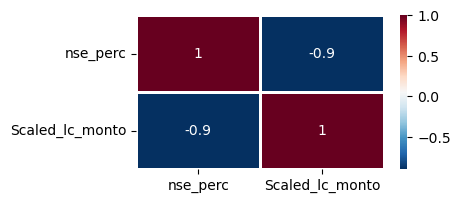 nse_perc
1
-0.9
Scaled_lc_monto
-0.9
1
nse_perc
Scaled_lc_monto
1.0
0.5
0.0
−0.5